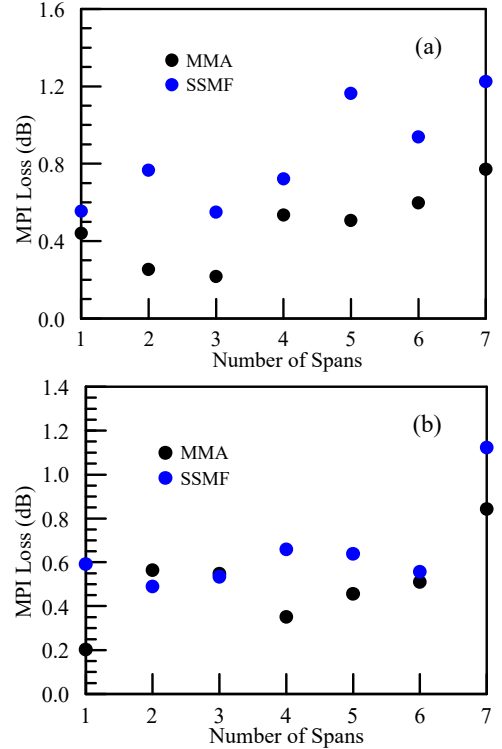 1.6
(a)
MMA
SSMF
1.2
0.8
0.4
0.0
MPI Loss (dB)
1 2 3 4 5 6 7
Number of Spans
1.4
(b)
1.2
MMA
SSMF
1.0
0.8
0.6
0.4
0.2
0.0
MPI Loss (dB)
1 2 3 4 5 6 7
Number of Spans